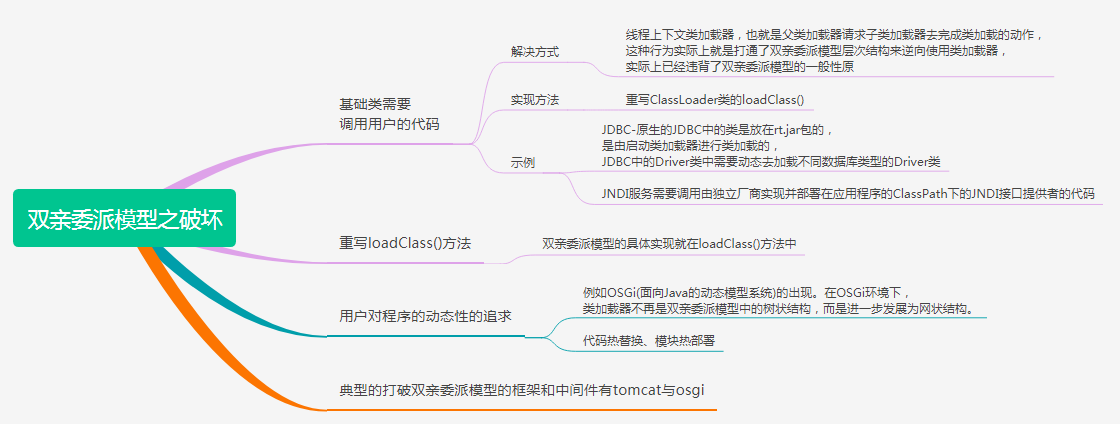 双亲委派模型之破坏
基础类需要
调用用户的代码
解决方式
线程上下文类加载器，也就是父类加载器请求子类加载器去完成类加载的动作，
这种行为实际上就是打通了双亲委派模型层次结构来逆向使用类加载器，
实际上已经违背了双亲委派模型的一般性原
实现方法
重写ClassLoader类的loadClass()
示例
JDBC-原生的JDBC中的类是放在rt.jar包的，
是由启动类加载器进行类加载的，
JDBC中的Driver类中需要动态去加载不同数据库类型的Driver类
JNDI服务需要调用由独立厂商实现并部署在应用程序的ClassPath下的JNDI接口提供者的代码
重写loadClass()方法
双亲委派模型的具体实现就在loadClass()方法中
用户对程序的动态性的追求
例如OSGi(面向Java的动态模型系统)的出现。在OSGi环境下，
类加载器不再是双亲委派模型中的树状结构，而是进一步发展为网状结构。
代码热替换、模块热部署
典型的打破双亲委派模型的框架和中间件有tomcat与osgi